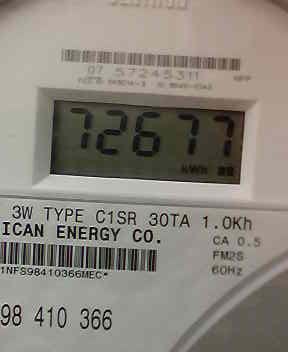 07 57245311
72677
kWh
3W TYPE C1SR 30TA 1.0Kh
ICAN ENERGY CO.
CA 0.5
FM2S
60Hz
1NFS98410366MEC*
98 410 366